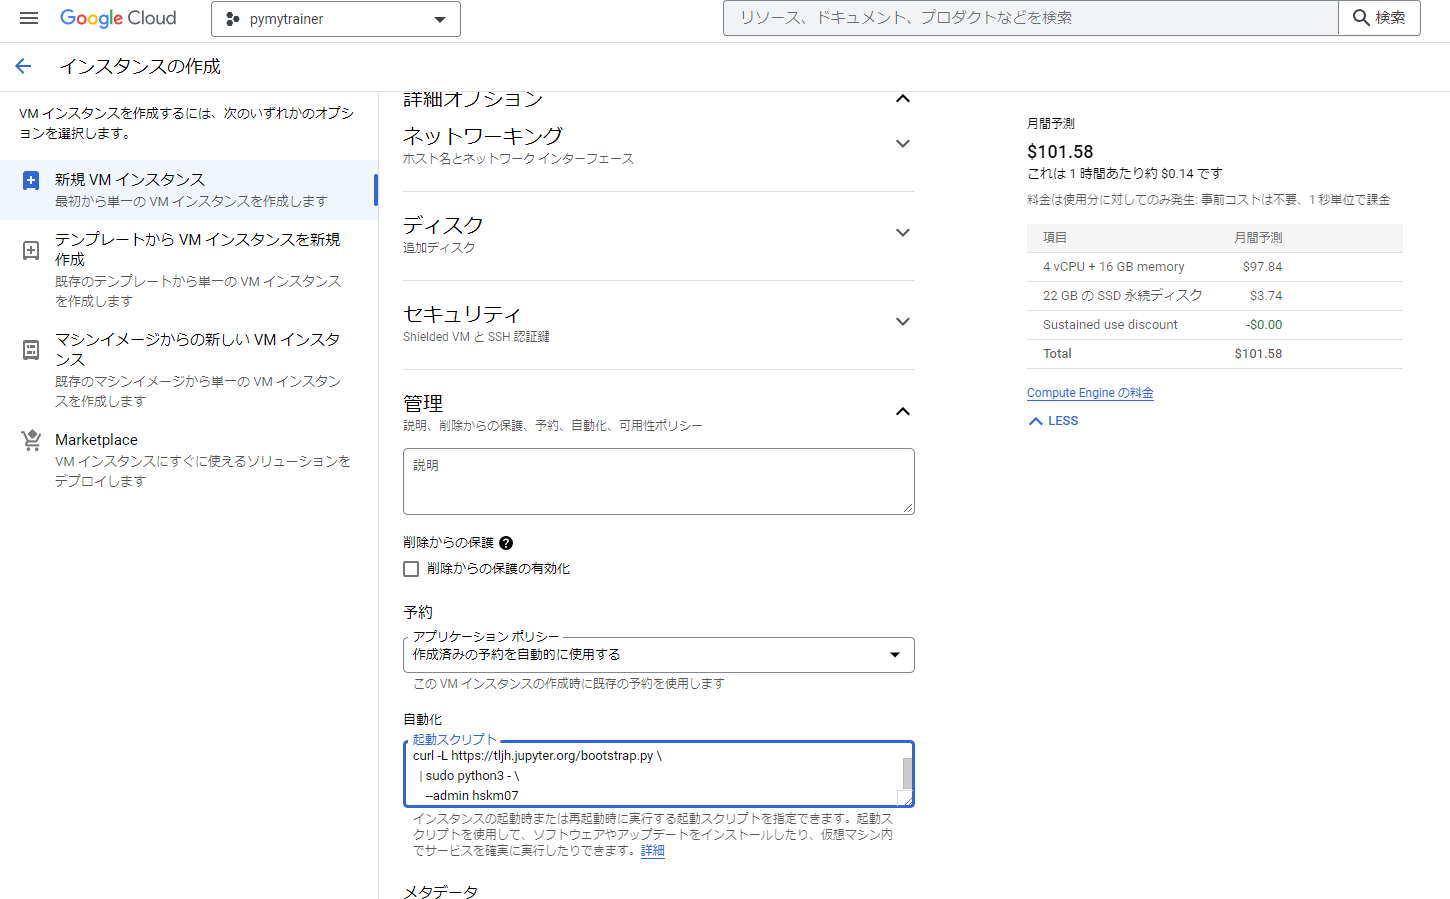 Google Cloud
pymytrainer
リソース、ドキュメント、プロダクトなどを検索
検索
インスタンスの作成
VM インスタンスを作成するには、次のいずれかのオプシ
ョンを選択します。
新規 VM インスタンス
最初から単一の VM インスタンスを作成します
テンプレートから VM インスタンスを新規
作成
既存のテンプレートから単一の VM インスタンス
を作成します
マシンイメージからの新しい VM インスタ
ンス
既存のマシンイメージから単一の VM インスタン
スを作成します
Marketplace
VM インスタンスにすぐに使えるソリューションを
デプロイします
詳細オプション
ネットワーキング
ホスト名とネットワーク インターフェース
ディスク
追加ディスク
セキュリティ
Shielded VM と SSH 認証鍵
管理
説明、削除からの保護、予約、自動化、可用性ポリシー
説明
削除からの保護
削除からの保護の有効化
予約
アプリケーション ポリシー
作成済みの予約を自動的に使用する
この VM インスタンスの作成時に既存の予約を使用します
自動化
起動スクリプト
curl -L https://tljh.jupyter.org/bootstrap.py \
| sudo python3 - \
--admin hskm07
インスタンスの起動時または再起動時に実行する起動スクリプトを指定できます。起動ス
クリプトを使用して、ソフトウェアやアップデートをインストールしたり、仮想マシン内
でサービスを確実に実行したりできます。詳細
メタデータ
月間予測
$101.58
これは 1 時間あたり約 $0.14 です
料金は使用分に対してのみ発生: 事前コストは不要、1 秒単位で課金
項目 月間予測
4 vCPU + 16 GB memory $97.84
22 GB の SSD 永続ディスク $3.74
Sustained use discount -$0.00
Total $101.58
Compute Engine の料金
LESS